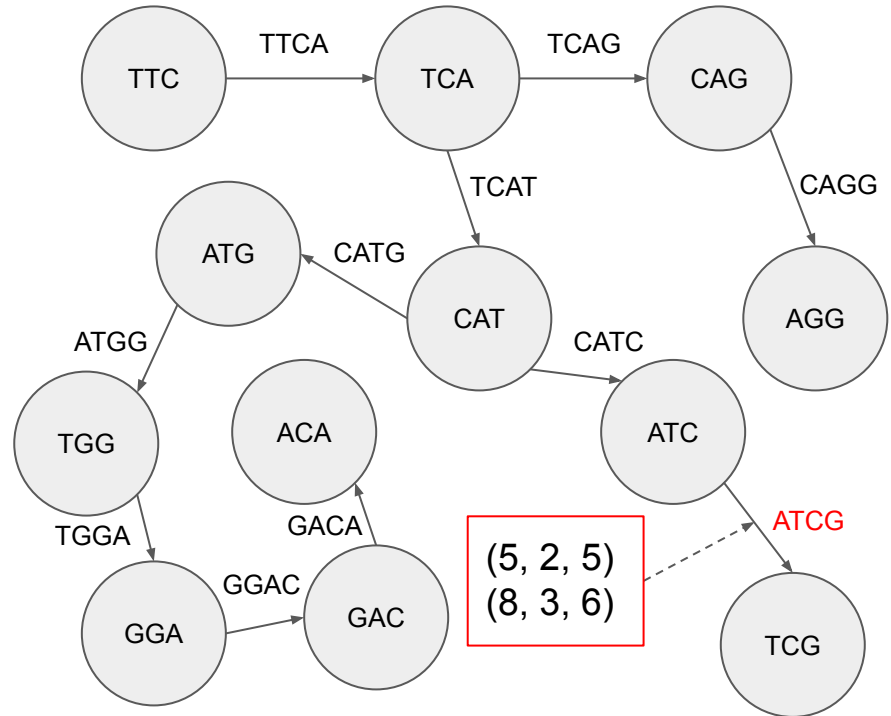 TTCA
TCAG
TTC
TCA
CAG
TCAT
CAGG
ATG
CATG
CAT
AGG
ATGG
CATC
TGG
ACA
ATC
TGGA
GACA
ATCG
(5, 2, 5)
(8, 3, 6)
GGAC
GGA
GAC
TCG